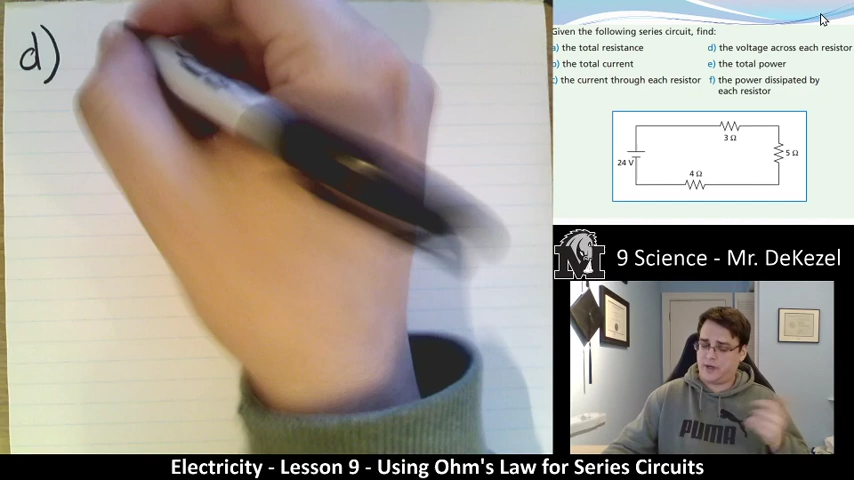 d)
Given the following series circuit, find:
a) the total resistance
b) the total current
c) the current through each resistor
d) the voltage across each resistor
e) the total power
f) the power dissipated by
each resistor
3 Ω
5 Ω
24 V
4 Ω
M
9 Science - Mr. DeKezel
PUMA
Electricity - Lesson 9 - Using Ohm's Law for Series Circuits